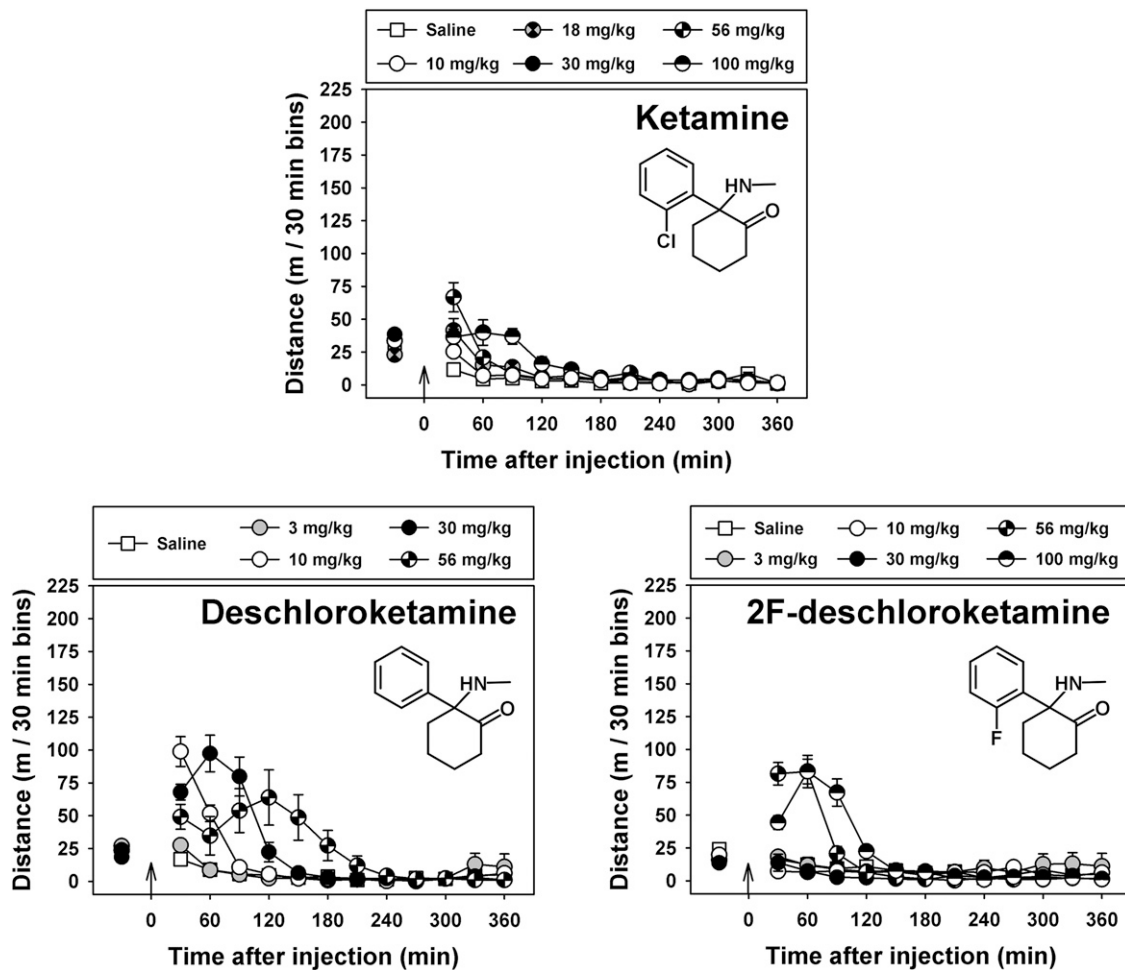 Saline 18 mg/kg 56 mg/kg
10 mg/kg 30 mg/kg 100 mg/kg
Ketamine
225
200
175
150
125
100
75
50
25
0
Distance (m / 30 min bins)
HN
O
Cl
0 60 120 180 240 300 360
Time after injection (min)
Saline 3 mg/kg 30 mg/kg
10 mg/kg 56 mg/kg
Deschloroketamine
225
200
175
150
125
100
75
50
25
0
Distance (m / 30 min bins)
HN
O
0 60 120 180 240 300 360
Time after injection (min)
Saline 10 mg/kg 56 mg/kg
3 mg/kg 30 mg/kg 100 mg/kg
2F-deschloroketamine
225
200
175
150
125
100
75
50
25
0
Distance (m / 30 min bins)
HN
O
F
0 60 120 180 240 300 360
Time after injection (min)